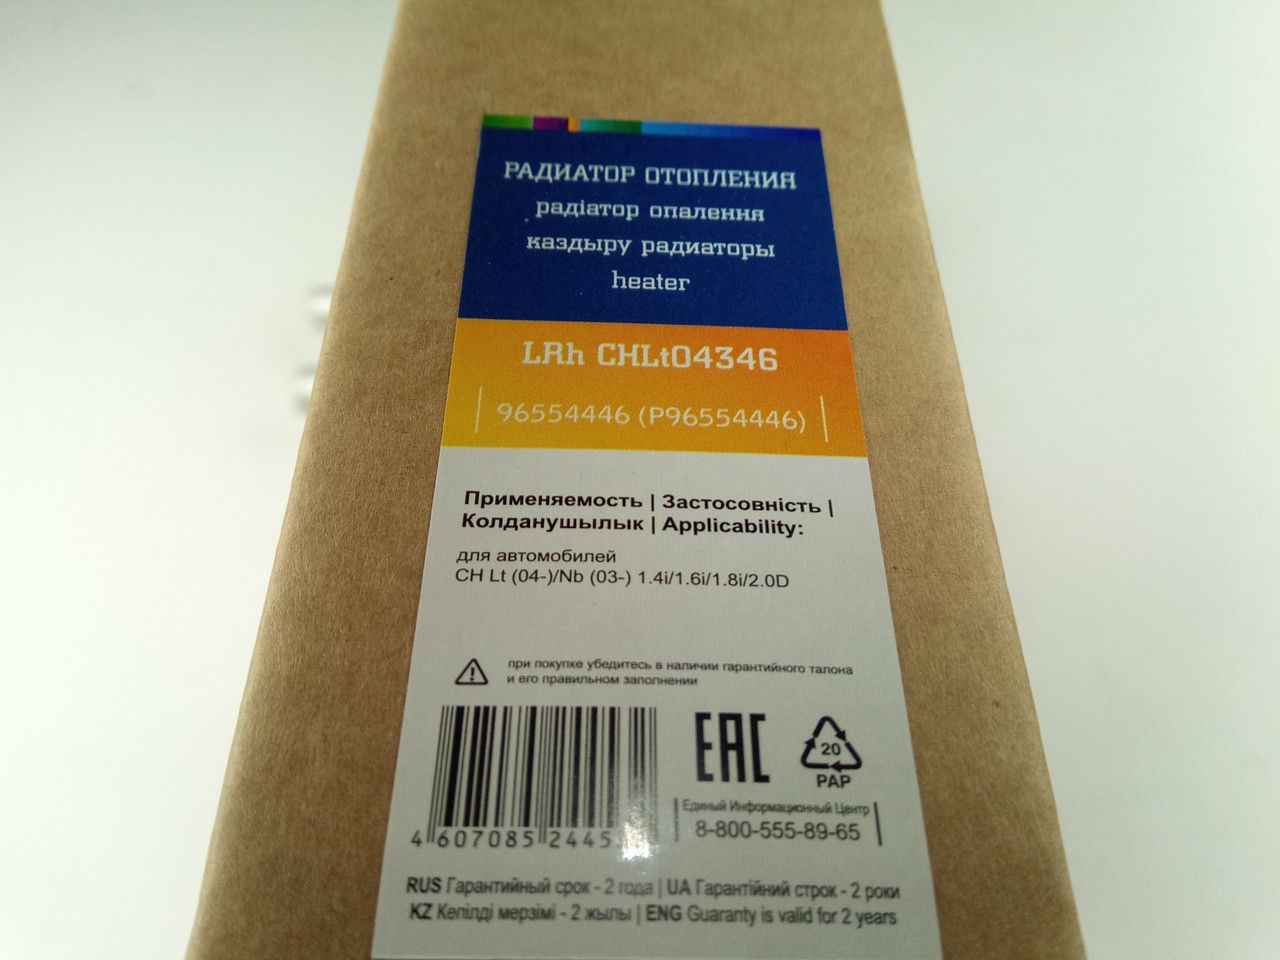 РАДИАТОР ОТОПЛЕНИЯ
радіатор опалення
каздыру радиаторы
heater
LRh CHLt04346
96554446 (P96554446)
Применяемость | Застосовність |
Колданушылык | Applicability:
для автомобилей
CH Lt (04-)/Nb (03-) 1.4i/1.6i/1.8i/2.0D
при покупке убедитесь в наличии гарантийного талона
и его правильном заполнении
EAC
20
PAP
Единый Информационный Центр
8-800-555-89-65
4 607085 2445
RUS Гарантийный срок - 2 года | UA Гарантійний строк - 2 роки
KZ Кепілді мерзімі - 2 жылы | ENG Guaranty is valid for 2 years